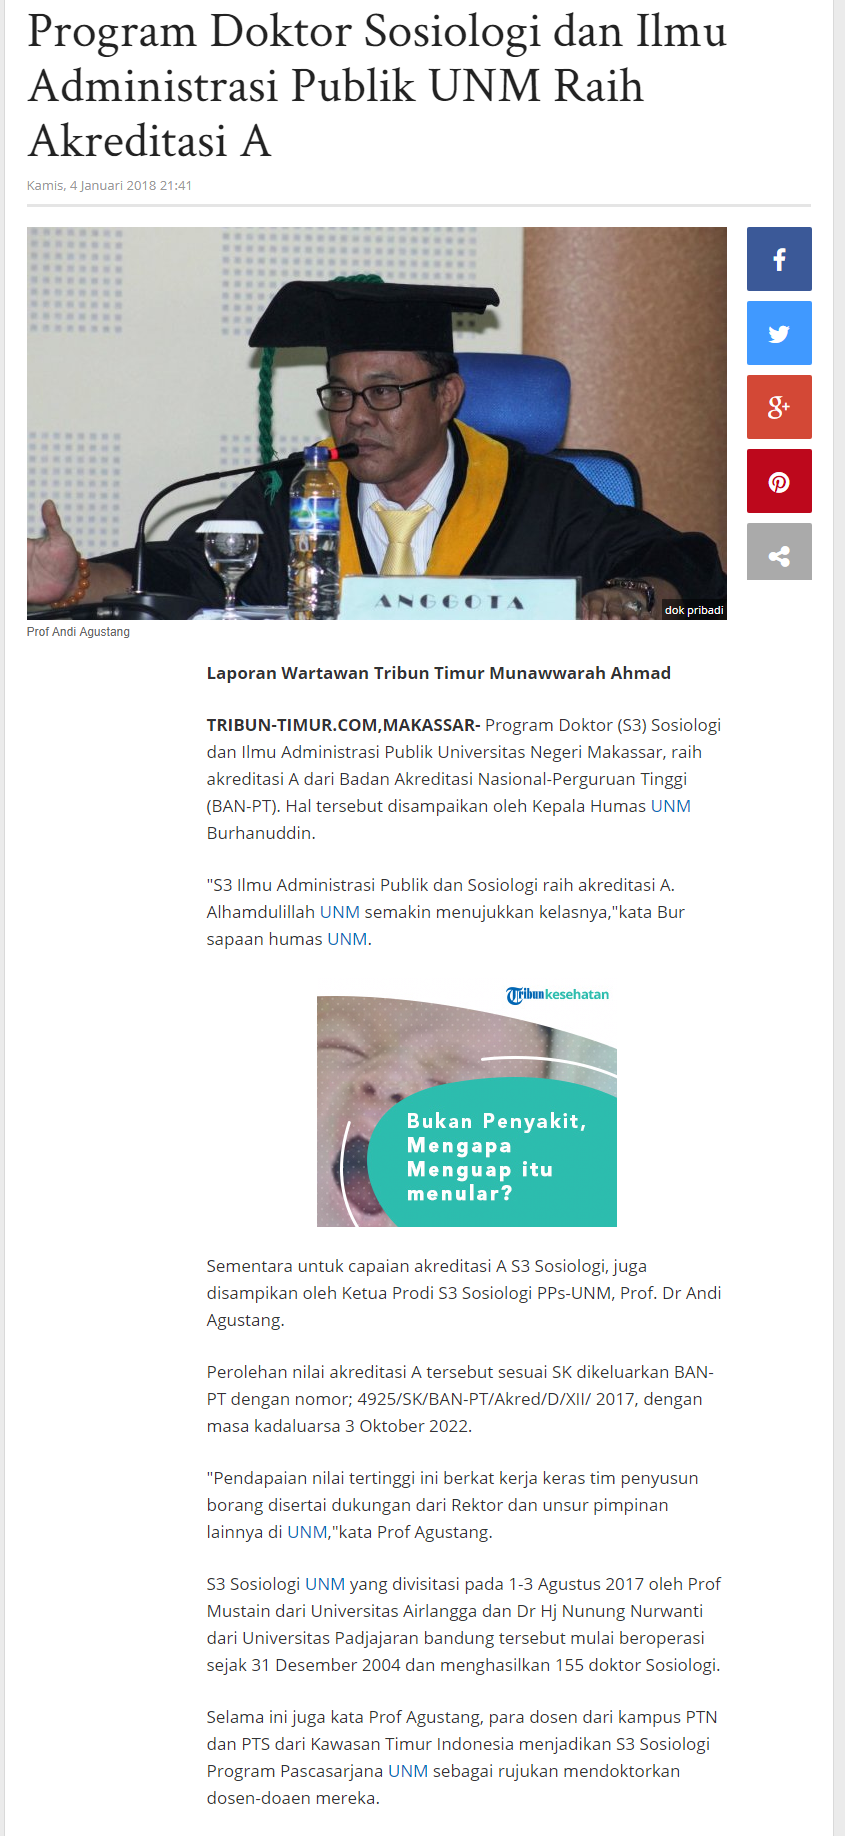 Program Doktor Sosiologi dan Ilmu
Administrasi Publik UNM Raih
Akreditasi A
Kamis, 4 Januari 2018 21:41
ANGGOTA
dok pribadi
Prof Andi Agustang
Laporan Wartawan Tribun Timur Munawwarah Ahmad
TRIBUN-TIMUR.COM,MAKASSAR- Program Doktor (S3) Sosiologi
dan Ilmu Administrasi Publik Universitas Negeri Makassar, raih
akreditasi A dari Badan Akreditasi Nasional-Perguruan Tinggi
(BAN-PT). Hal tersebut disampaikan oleh Kepala Humas UNM
Burhanuddin.
"S3 Ilmu Administrasi Publik dan Sosiologi raih akreditasi A.
Alhamdulillah UNM semakin menujukkan kelasnya,"kata Bur
sapaan humas UNM.
Tribunkesehatan
Bukan Penyakit,
Mengapa
Menguap itu
menular?
Sementara untuk capaian akreditasi A S3 Sosiologi, juga
disampikan oleh Ketua Prodi S3 Sosiologi PPs-UNM, Prof. Dr Andi
Agustang.
Perolehan nilai akreditasi A tersebut sesuai SK dikeluarkan BAN-
PT dengan nomor; 4925/SK/BAN-PT/Akred/D/XII/ 2017, dengan
masa kadaluarsa 3 Oktober 2022.
"Pendapaian nilai tertinggi ini berkat kerja keras tim penyusun
borang disertai dukungan dari Rektor dan unsur pimpinan
lainnya di UNM,"kata Prof Agustang.
S3 Sosiologi UNM yang divisitasi pada 1-3 Agustus 2017 oleh Prof
Mustain dari Universitas Airlangga dan Dr Hj Nunung Nurwanti
dari Universitas Padjajaran bandung tersebut mulai beroperasi
sejak 31 Desember 2004 dan menghasilkan 155 doktor Sosiologi.
Selama ini juga kata Prof Agustang, para dosen dari kampus PTN
dan PTS dari Kawasan Timur Indonesia menjadikan S3 Sosiologi
Program Pascasarjana UNM sebagai rujukan mendoktorkan
dosen-doaen mereka.